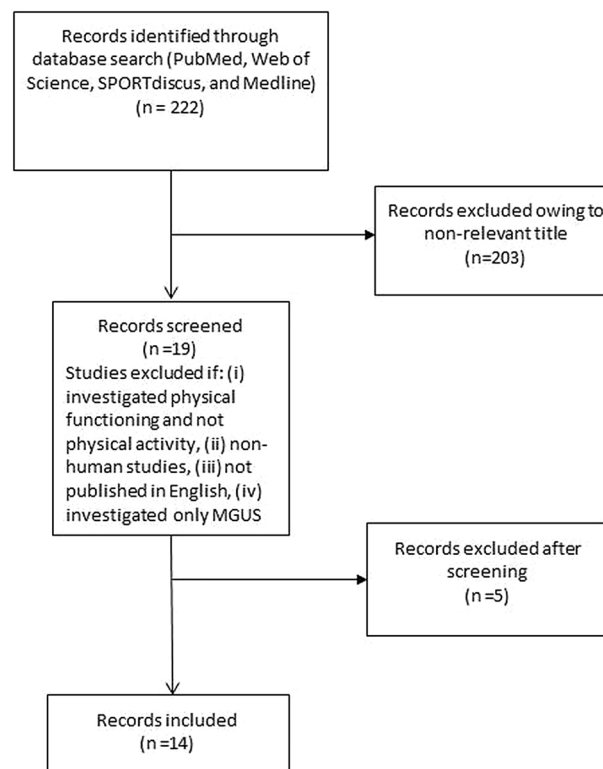 Records identified through
database search (PubMed, Web of
Science, SPORTdiscus, and Medline)
(n = 222)
Records excluded owing to
non-relevant title
(n=203)
Records screened
(n =19)
Studies excluded if: (i)
investigated physical
functioning and not
physical activity, (ii) non-
human studies, (iii) not
published in English, (iv)
investigated only MGUS
Records excluded after
screening
(n =5)
Records included
(n =14)